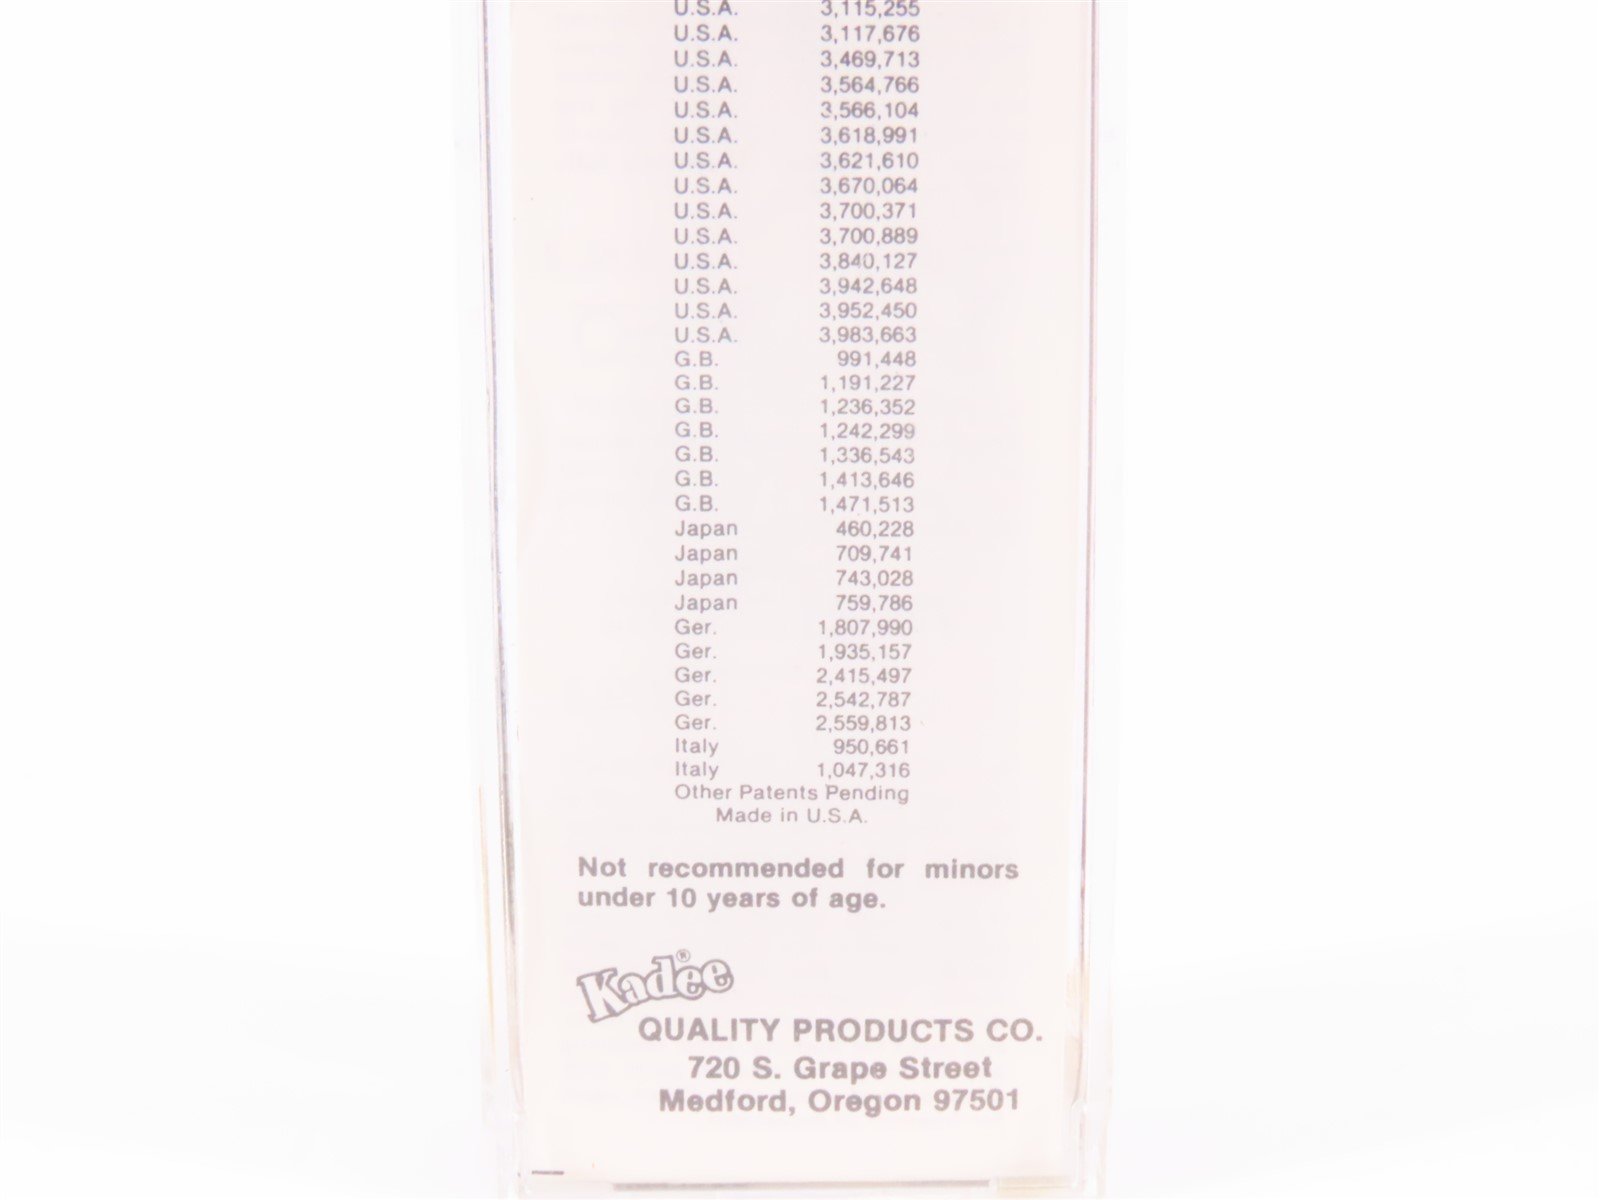 U.S.A. 3,115,255
U.S.A. 3,117,676
U.S.A. 3,469,713
U.S.A. 3,564,766
U.S.A. 3,566,104
U.S.A. 3,618,991
U.S.A. 3,621,610
U.S.A. 3,670,064
U.S.A. 3,700,371
U.S.A. 3,700,889
U.S.A. 3,840,127
U.S.A. 3,942,648
U.S.A. 3,952,450
U.S.A. 3,983,663
G.B. 991,448
G.B. 1,191,227
G.B. 1,236,352
G.B. 1,242,299
G.B. 1,336,543
G.B. 1,413,646
G.B. 1,471,513
Japan 460,228
Japan 709,741
Japan 743,028
Japan 759,786
Ger. 1,807,990
Ger. 1,935,157
Ger. 2,415,497
Ger. 2,542,787
Ger. 2,559,813
Italy 950,661
Italy 1,047,316
Other Patents Pending
Made in U.S.A.
Not recommended for minors
under 10 years of age.
Kadee®
QUALITY PRODUCTS CO.
720 S. Grape Street
Medford, Oregon 97501